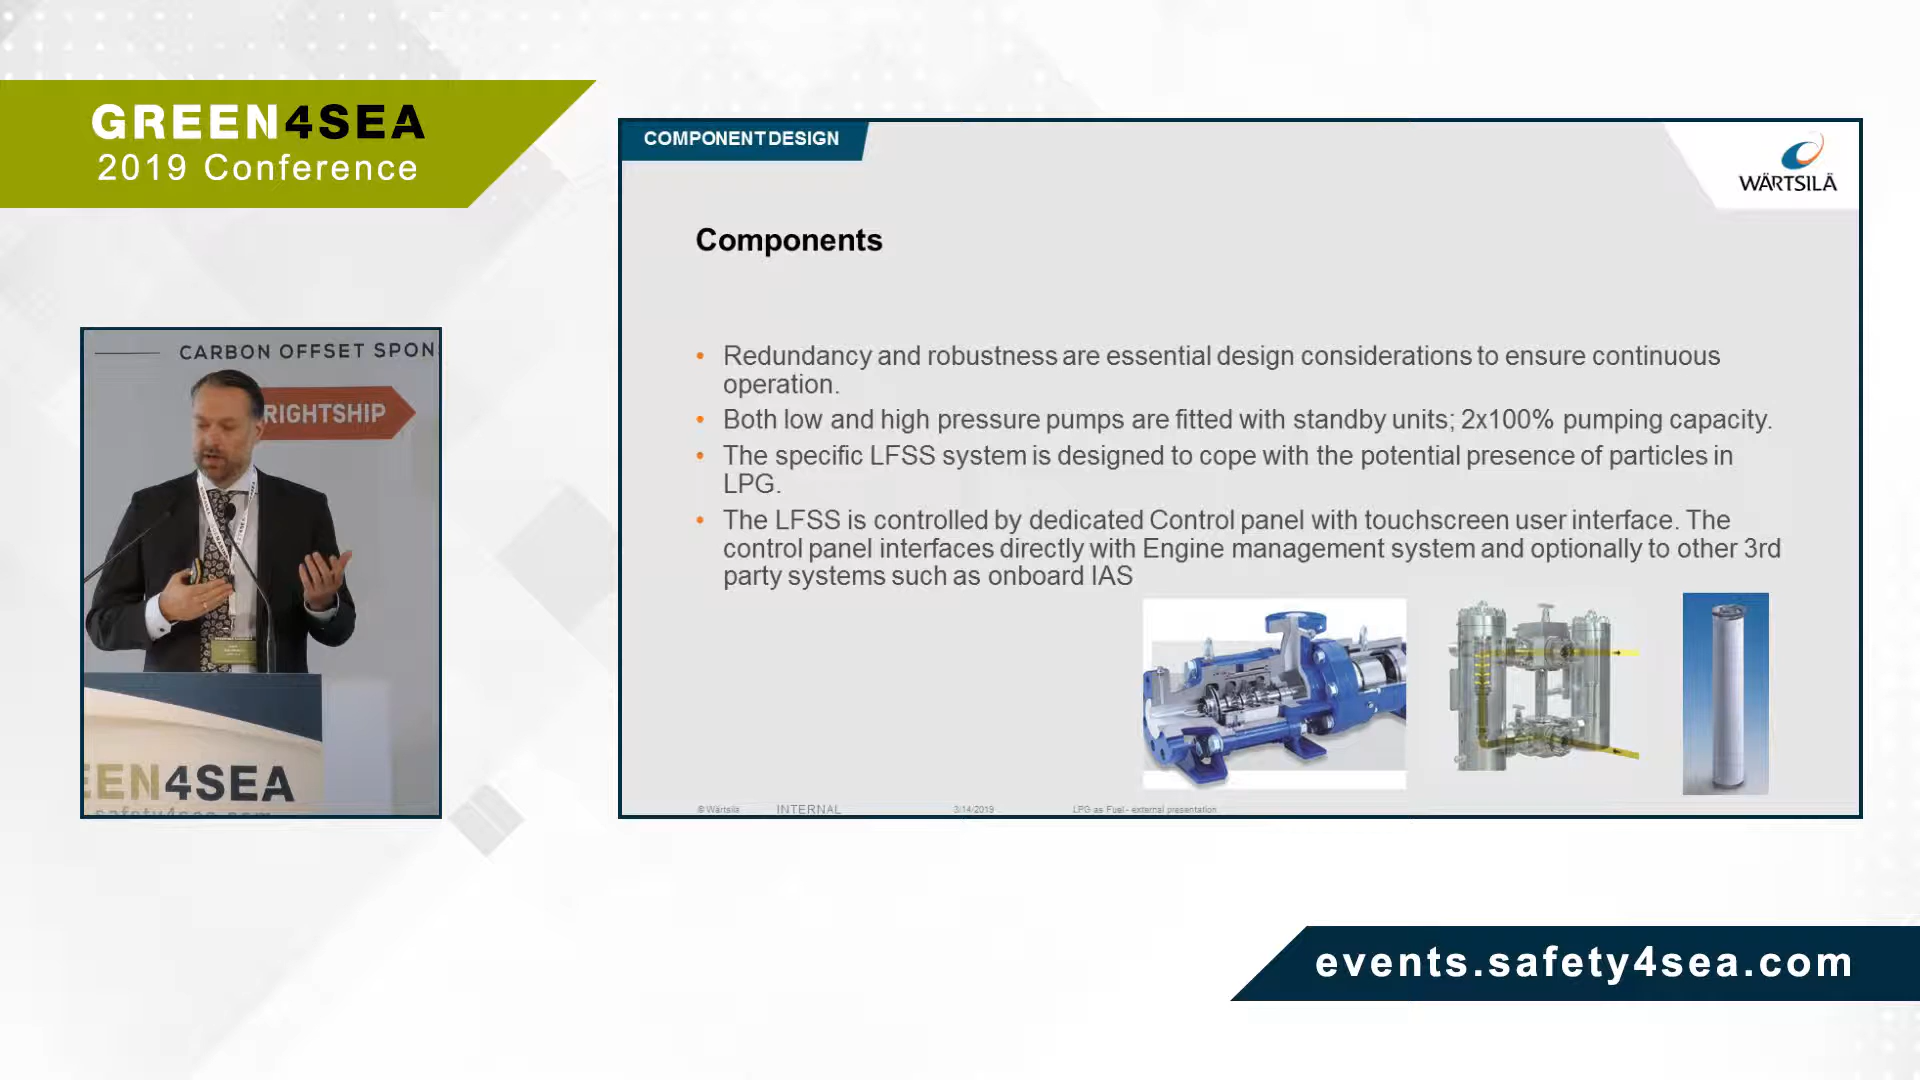 GREEN4SEA
2019 Conference
CARBON OFFSET SPON
RIGHTSHIP
EEN4SEA
safety4sea.com
COMPONENT DESIGN
WÄRTSILÄ
Components
• Redundancy and robustness are essential design considerations to ensure continuous
operation.
• Both low and high pressure pumps are fitted with standby units; 2x100% pumping capacity.
• The specific LFSS system is designed to cope with the potential presence of particles in
LPG.
• The LFSS is controlled by dedicated Control panel with touchscreen user interface. The
control panel interfaces directly with Engine management system and optionally to other 3rd
party systems such as onboard IAS
© Wärtsilä INTERNAL 3/14/2019 LPG as Fuel - external presentation
events.safety4sea.com